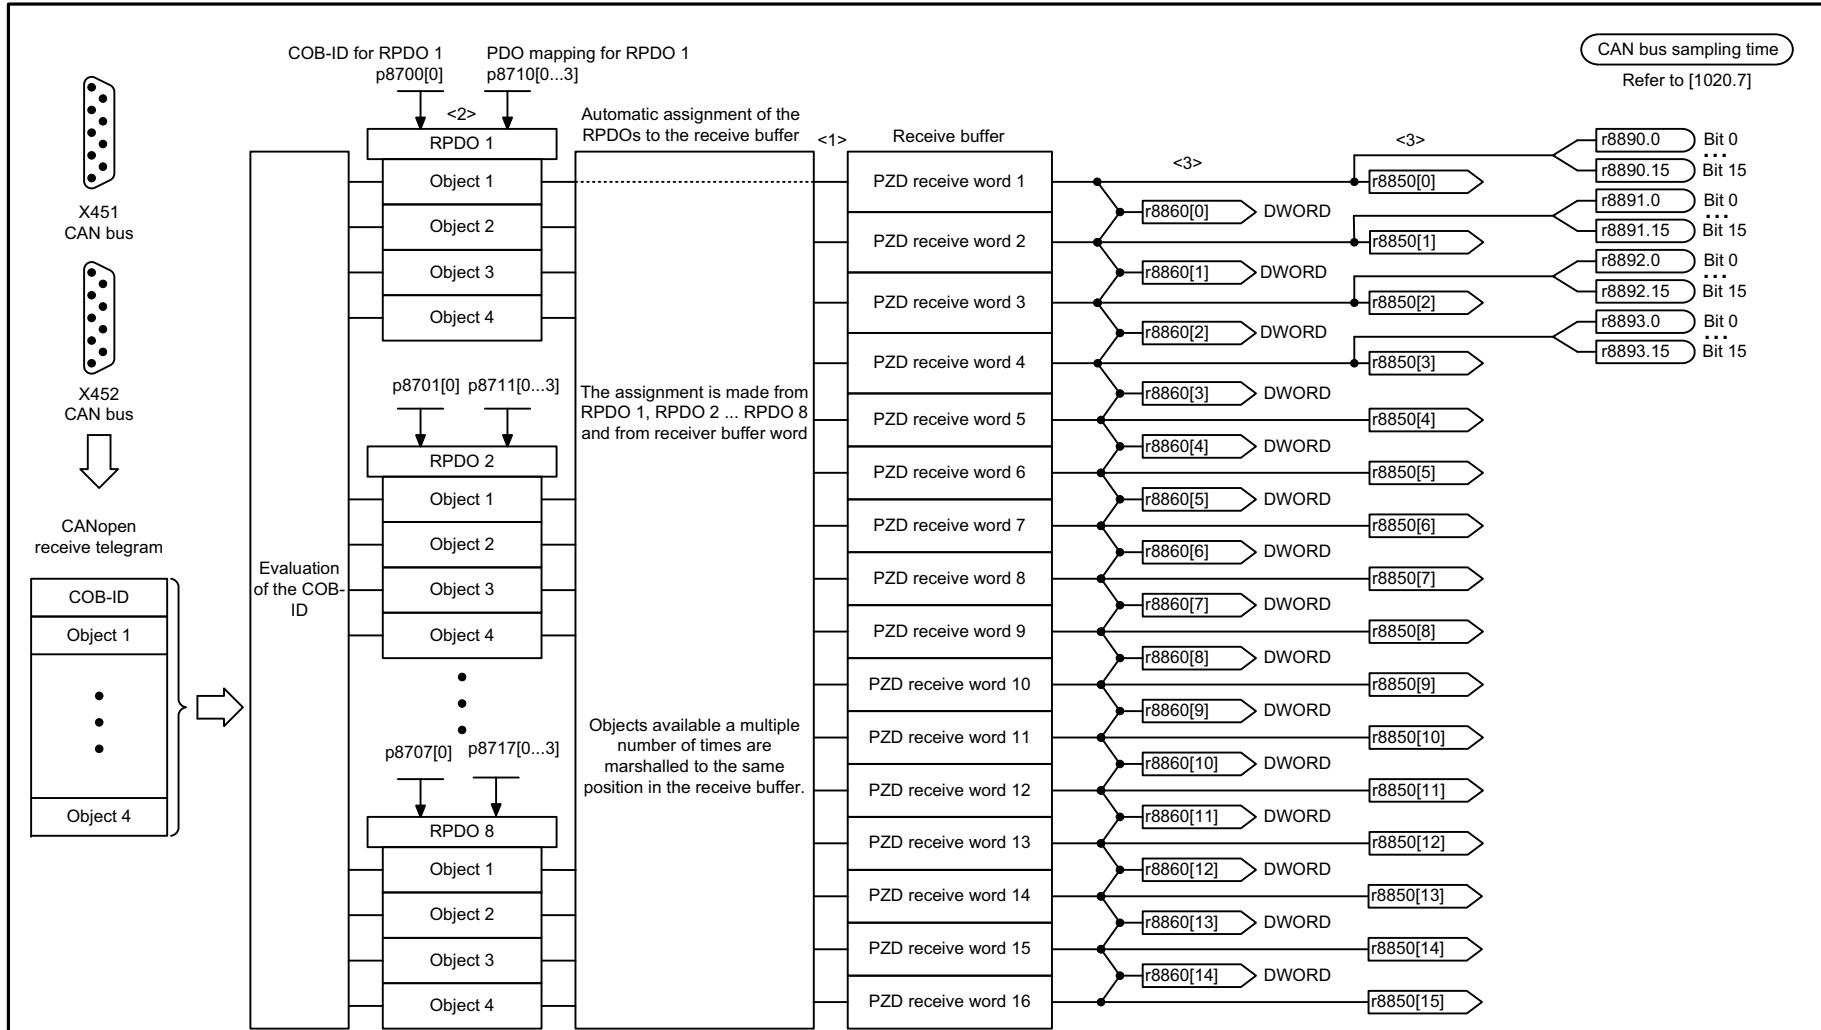 COB-ID for RPDO 1
p8700[0]
PDO mapping for RPDO 1
p8710[0...3]
CAN bus sampling time
Refer to [1020.7]
X451
CAN bus
X452
CAN bus
CANopen
receive telegram
COB-ID
Object 1
Object 4
Evaluation
of the COB-
ID
<2>
RPDO 1
Object 1
Object 2
Object 3
Object 4
p8701[0]
p8711[0...3]
RPDO 2
Object 1
Object 2
Object 3
Object 4
p8707[0]
p8717[0...3]
RPDO 8
Object 1
Object 2
Object 3
Object 4
Automatic assignment of the
RPDOs to the receive buffer
The assignment is made from
RPDO 1, RPDO 2 ... RPDO 8
and from receiver buffer word
Objects available a multiple
number of times are
marshalled to the same
position in the receive buffer.
<1>
Receive buffer
PZD receive word 1
PZD receive word 2
PZD receive word 3
PZD receive word 4
PZD receive word 5
PZD receive word 6
PZD receive word 7
PZD receive word 8
PZD receive word 9
PZD receive word 10
PZD receive word 11
PZD receive word 12
PZD receive word 13
PZD receive word 14
PZD receive word 15
PZD receive word 16
<3>
r8860[0] DWORD
r8860[1] DWORD
r8860[2] DWORD
r8860[3] DWORD
r8860[4] DWORD
r8860[5] DWORD
r8860[6] DWORD
r8860[7] DWORD
r8860[8] DWORD
r8860[9] DWORD
r8860[10] DWORD
r8860[11] DWORD
r8860[12] DWORD
r8860[13] DWORD
r8860[14] DWORD
<3>
r8850[0]
r8850[1]
r8850[2]
r8850[3]
r8850[4]
r8850[5]
r8850[6]
r8850[7]
r8850[8]
r8850[9]
r8850[10]
r8850[11]
r8850[12]
r8850[13]
r8850[14]
r8850[15]
r8890.0 Bit 0
...
r8890.15 Bit 15
r8891.0 Bit 0
...
r8891.15 Bit 15
r8892.0 Bit 0
...
r8892.15 Bit 15
r8893.0 Bit 0
...
r8893.15 Bit 15